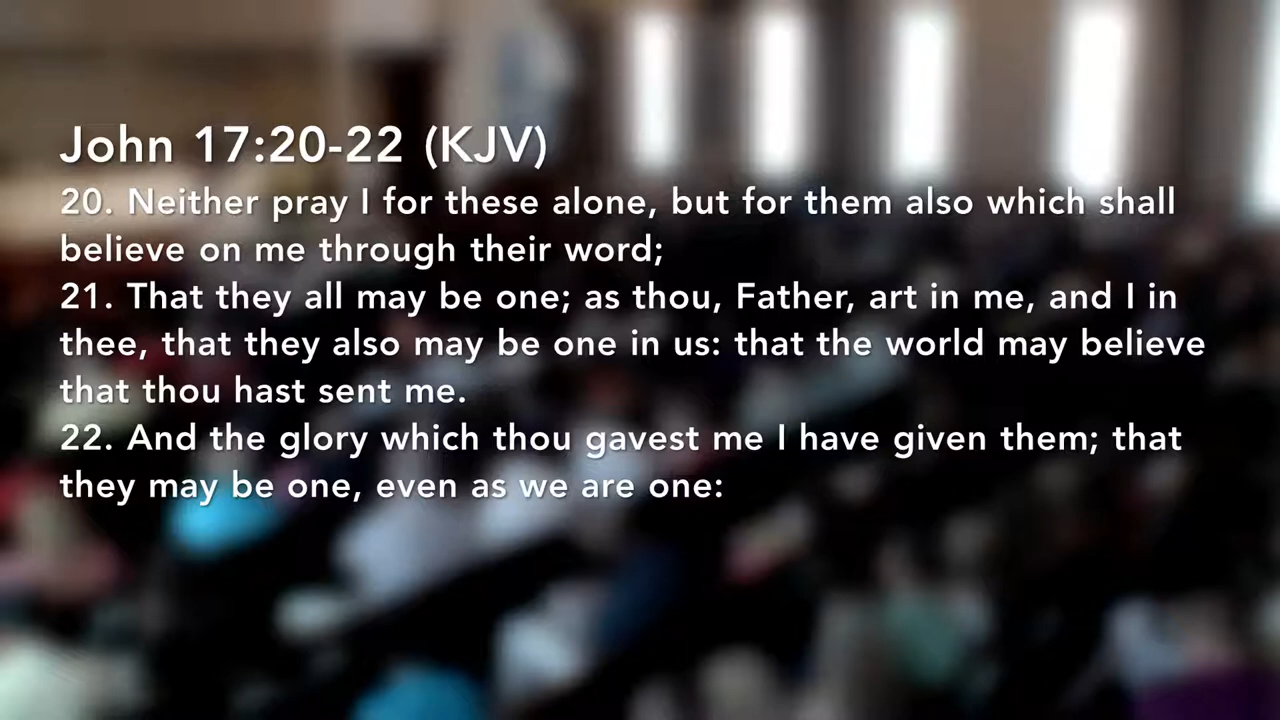 John 17:20-22 (KJV)
20. Neither pray I for these alone, but for them also which shall
believe on me through their word;
21. That they all may be one; as thou, Father, art in me, and I in
thee, that they also may be one in us: that the world may believe
that thou hast sent me.
22. And the glory which thou gavest me I have given them; that
they may be one, even as we are one: